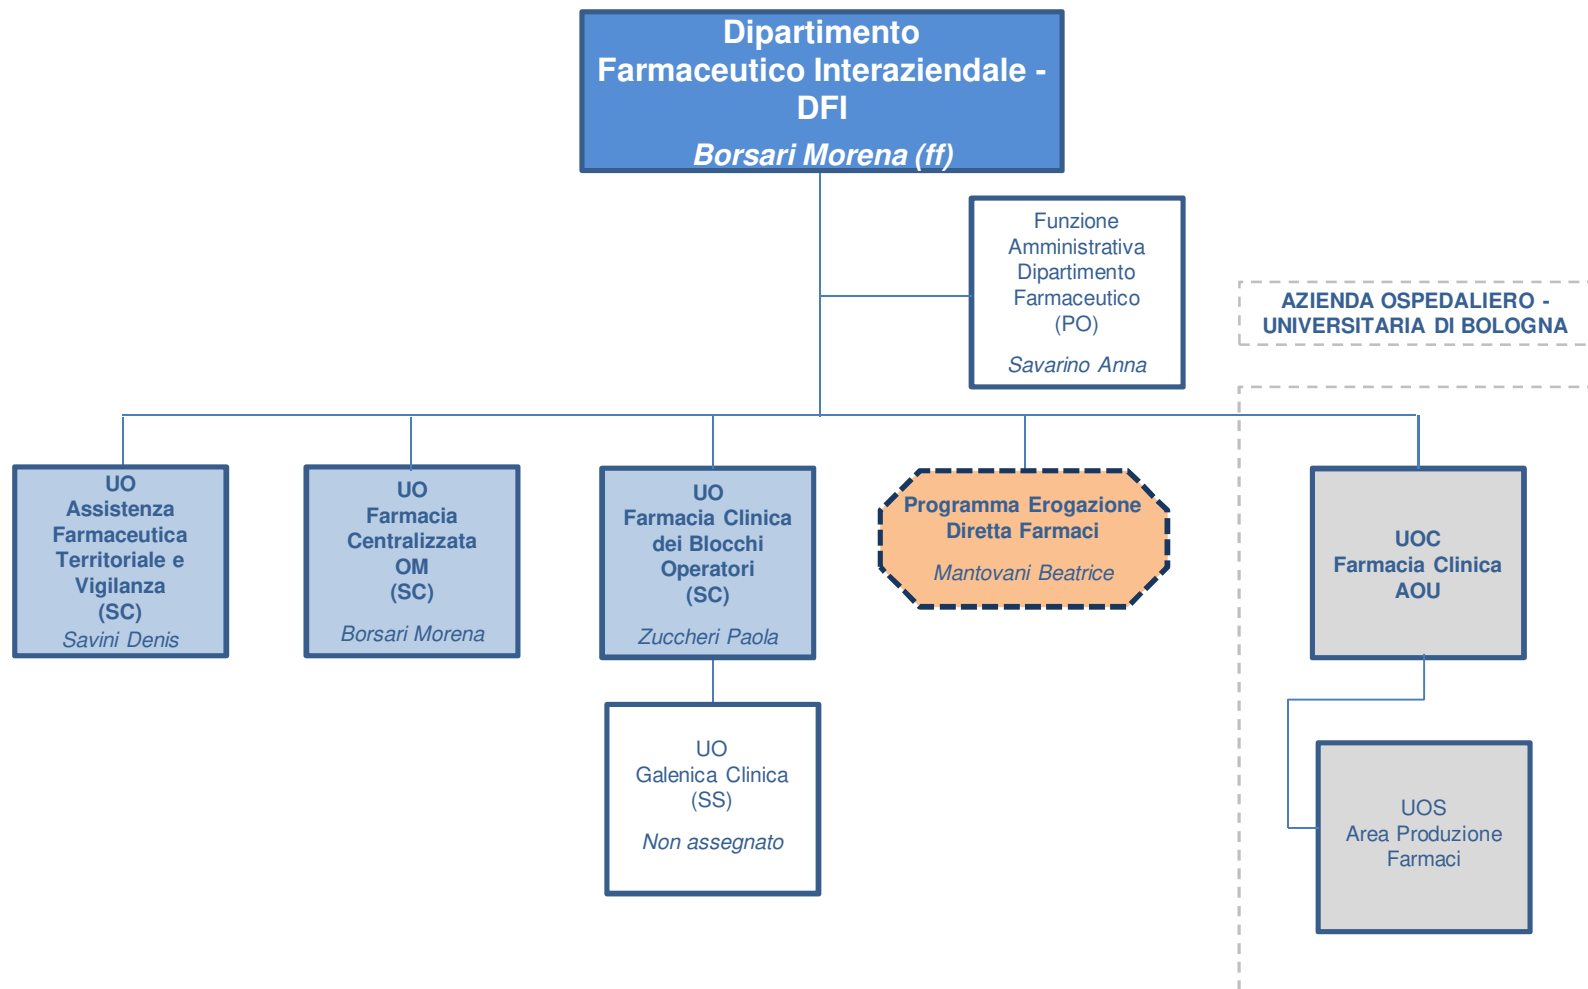 Dipartimento
Farmaceutico Interaziendale -
DFI
Borsari Morena (ff)
Funzione
Amministrativa
Dipartimento
Farmaceutico
(PO)
Savarino Anna
AZIENDA OSPEDALIERO -
UNIVERSITARIA DI BOLOGNA
UO
Assistenza
Farmaceutica
Territoriale e
Vigilanza
(SC)
Savini Denis
UO
Farmacia
Centralizzata
OM
(SC)
Borsari Morena
UO
Farmacia Clinica
dei Blocchi
Operatori
(SC)
Zuccheri Paola
Programma Erogazione
Diretta Farmaci
Mantovani Beatrice
UOC
Farmacia Clinica
AOU
UO
Galenica Clinica
(SS)
Non assegnato
UOS
Area Produzione
Farmaci